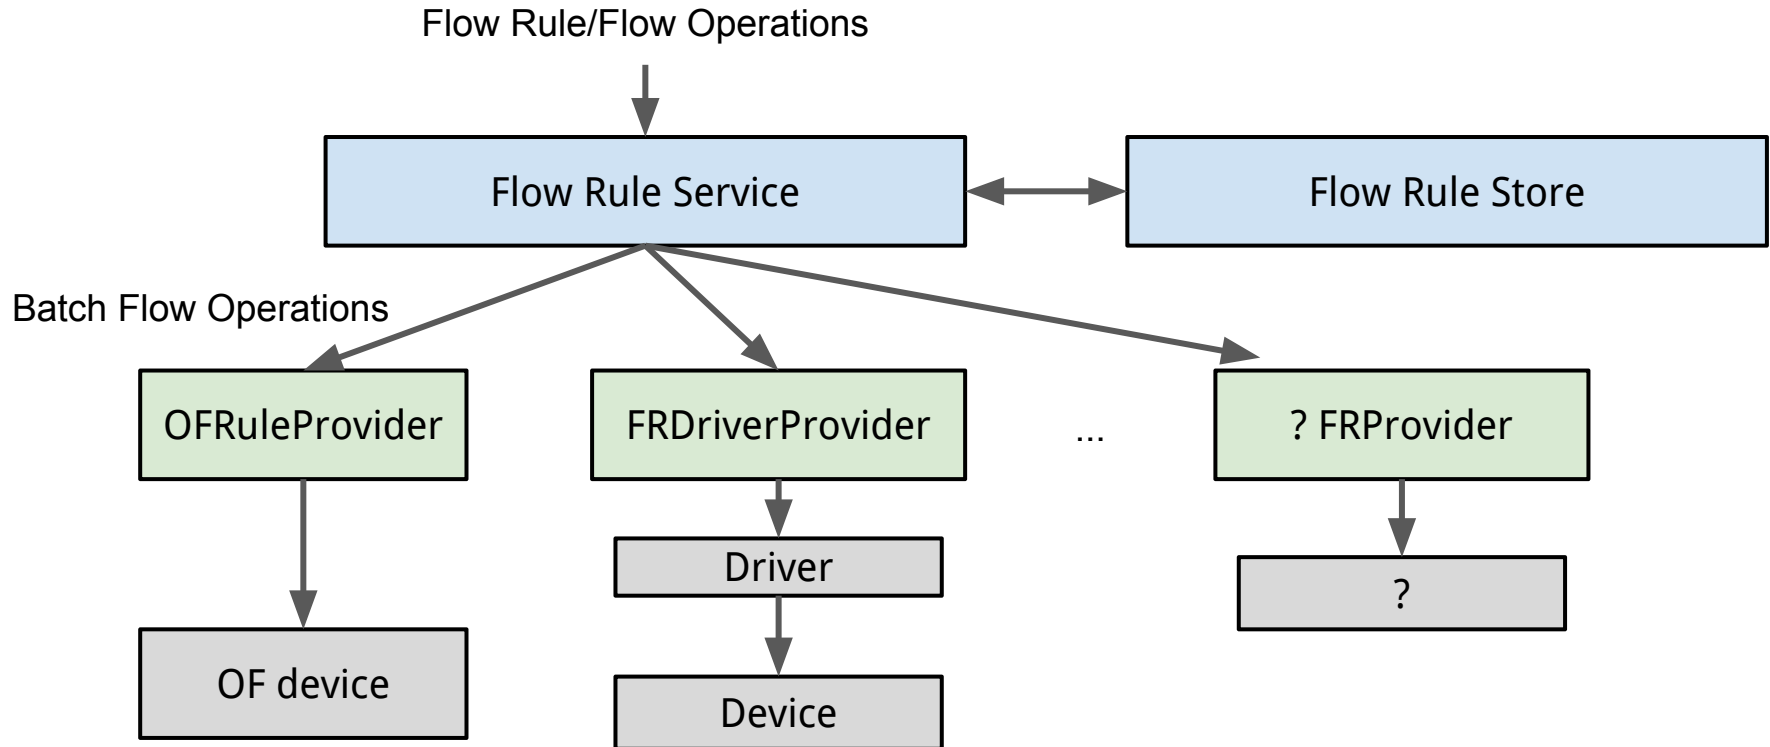 Flow Rule/Flow Operations
Flow Rule Service
Flow Rule Store
Batch Flow Operations
OFRuleProvider
FRDriverProvider
...
? FRProvider
Driver
?
OF device
Device